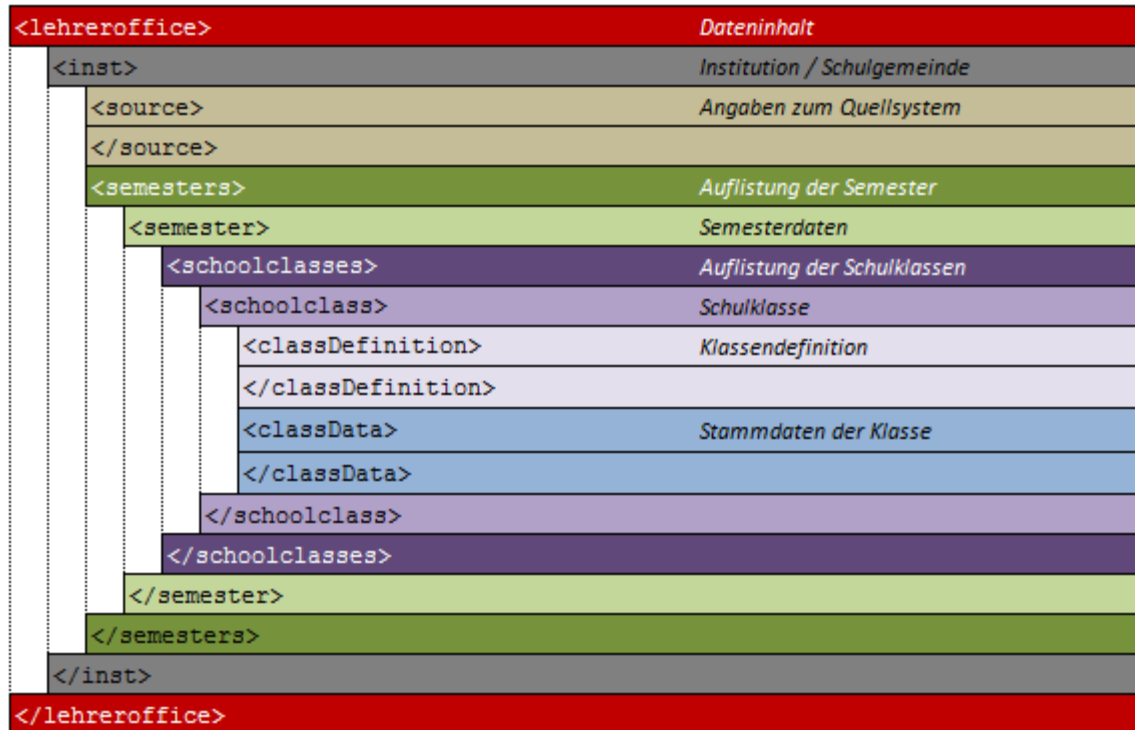 <lehreroffice> Dateninhalt
<inst> Institution / Schulgemeinde
<source> Angaben zum Quellsystem
</source>
<semesters> Auflistung der Semester
<semester> Semesterdaten
<schoolclasses> Auflistung der Schulklassen
<schoolclass> Schulklasse
<classDefinition> Klassendefinition
</classDefinition>
<classData> Stammdaten der Klasse
</classData>
</schoolclass>
</schoolclasses>
</semester>
</semesters>
</inst>
</lehreroffice>